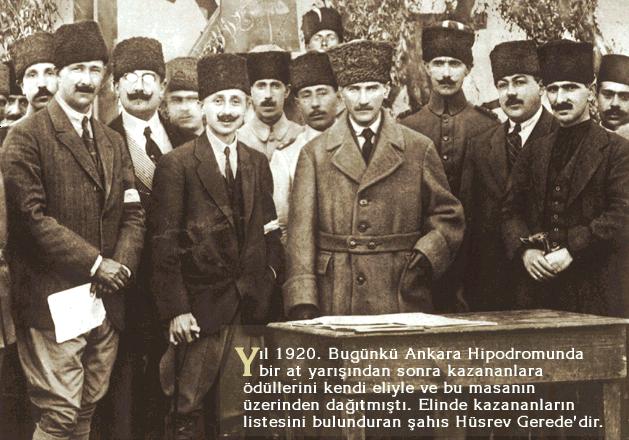 Yıl 1920. Bugünkü Ankara Hipodromunda
bir at yarışından sonra kazananlara
ödüllerini kendi eliyle ve bu masanın
üzerinden dağıtmıştı. Elinde kazananların
listesini bulunduran şahıs Hüsrev Gerede'dir.